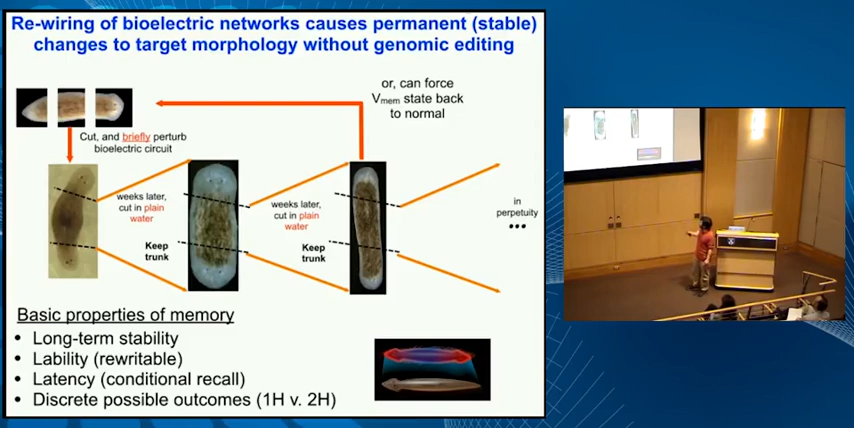 Re-wiring of bioelectric networks causes permanent (stable)
changes to target morphology without genomic editing
or, can force
Vmem state back
to normal
Cut, and briefly perturb
bioelectric circuit
weeks later,
cut in plain
water
Keep
trunk
weeks later,
cut in plain
water
Keep
trunk
in
perpetuity
•••
Basic properties of memory
• Long-term stability
• Lability (rewritable)
• Latency (conditional recall)
• Discrete possible outcomes (1H v. 2H)